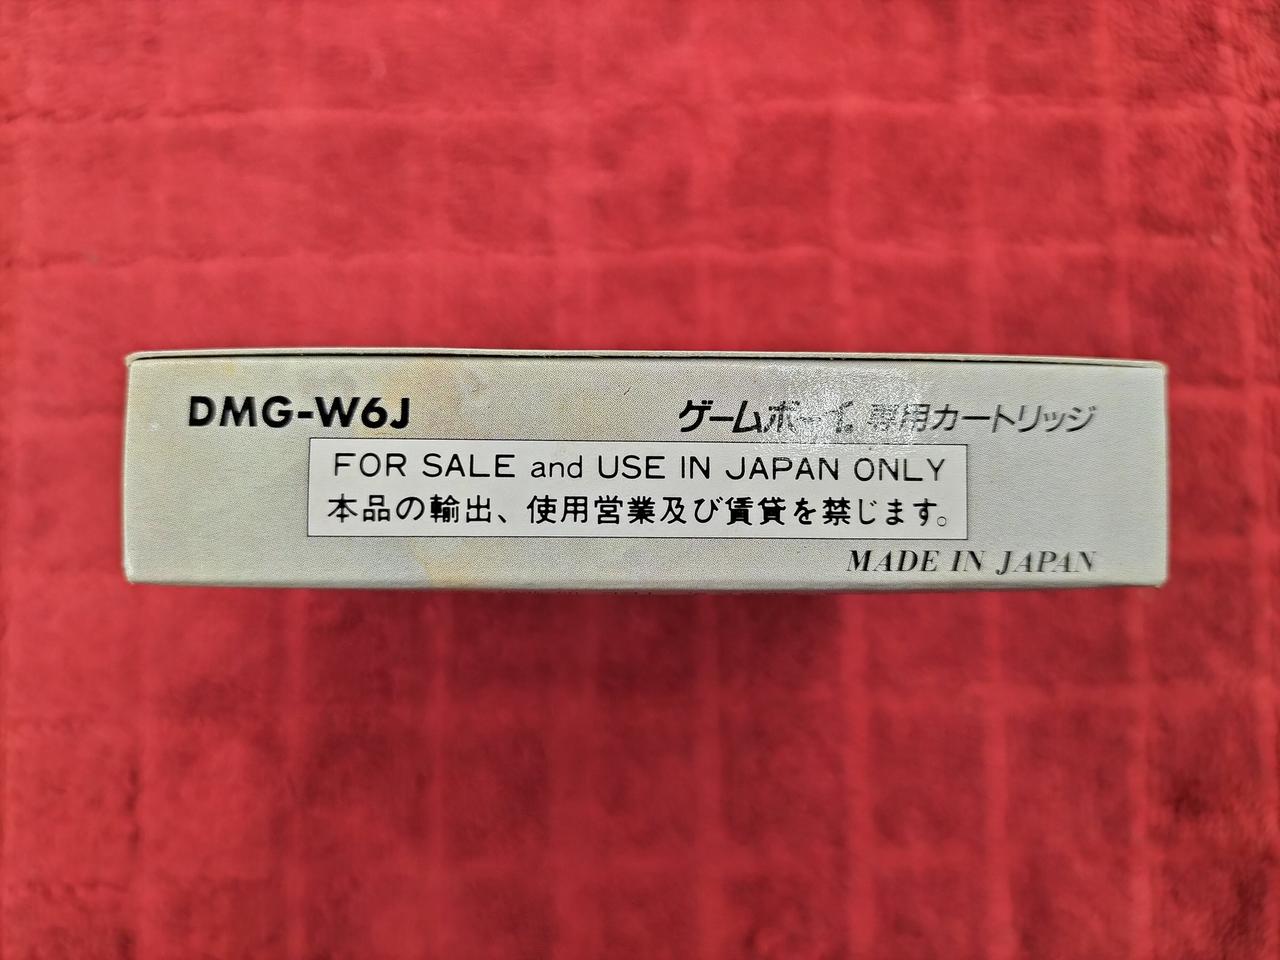 DMG-W6J
ゲームボーイ専用カートリッジ
FOR SALE and USE IN JAPAN ONLY
本品の輸出、使用営業及び賃貸を禁じます。
MADE IN JAPAN